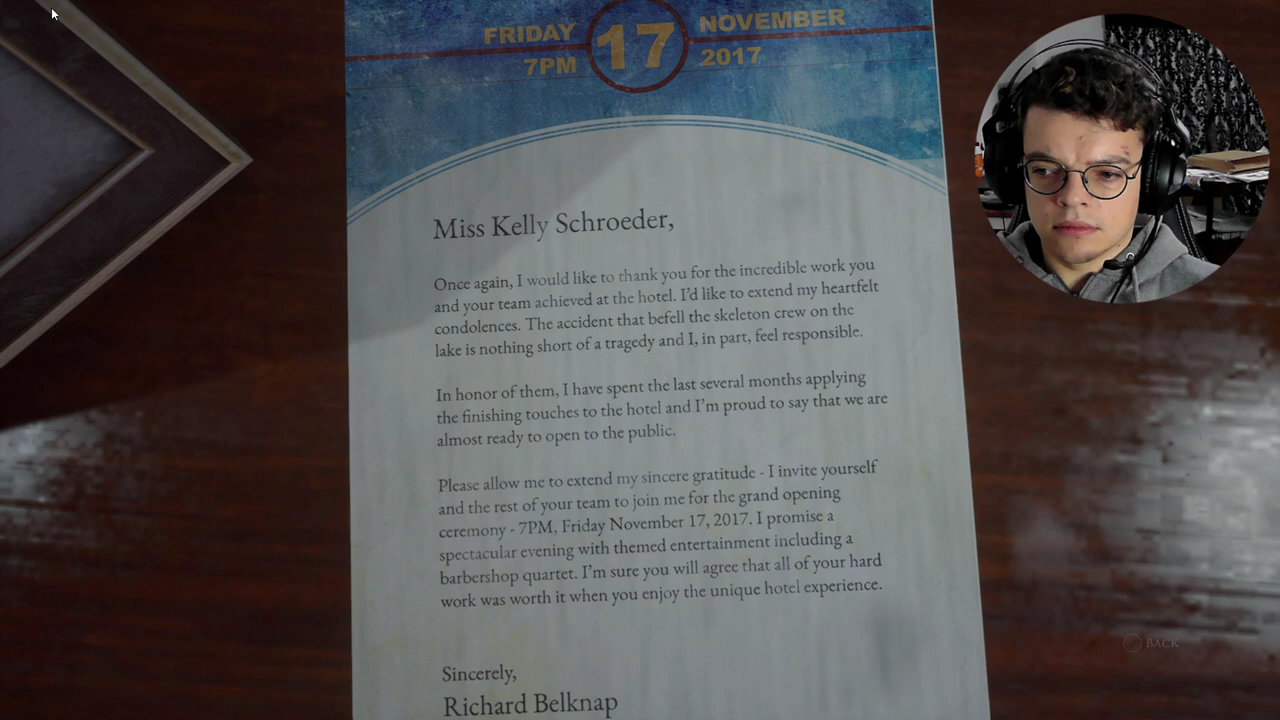 FRIDAY 17 NOVEMBER
7PM 2017
Miss Kelly Schroeder,
Once again, I would like to thank you for the incredible work you
and your team achieved at the hotel. I'd like to extend my heartfelt
condolences. The accident that befell the skeleton crew on the
lake is nothing short of a tragedy and I, in part, feel responsible.
In honor of them, I have spent the last several months applying
the finishing touches to the hotel and I'm proud to say that we are
almost ready to open to the public.
Please allow me to extend my sincere gratitude - I invite yourself
and the rest of your team to join me for the grand opening
ceremony - 7PM, Friday November 17, 2017. I promise a
spectacular evening with themed entertainment including a
barbershop quartet. I'm sure you will agree that all of your hard
work was worth it when you enjoy the unique hotel experience.
Sincerely,
Richard Belknap
BACK